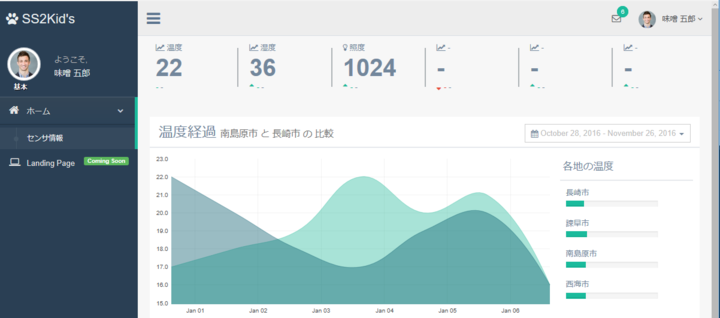 SS2Kid's
6
味噌 五郎
ようこそ,
味噌 五郎
基本
ホーム
センサ情報
Landing Page
Coming Soon
温度
湿度
照度
-
-
-
22
36
1024
-
-
-
温度経過 南島原市 と 長崎市 の 比較
October 28, 2016 - November 26, 2016
23.0
22.0
21.0
20.0
19.0
18.0
17.0
16.0
15.0
Jan 01
Jan 02
Jan 03
Jan 04
Jan 05
Jan 06
各地の温度
長崎市
諫早市
南島原市
西海市